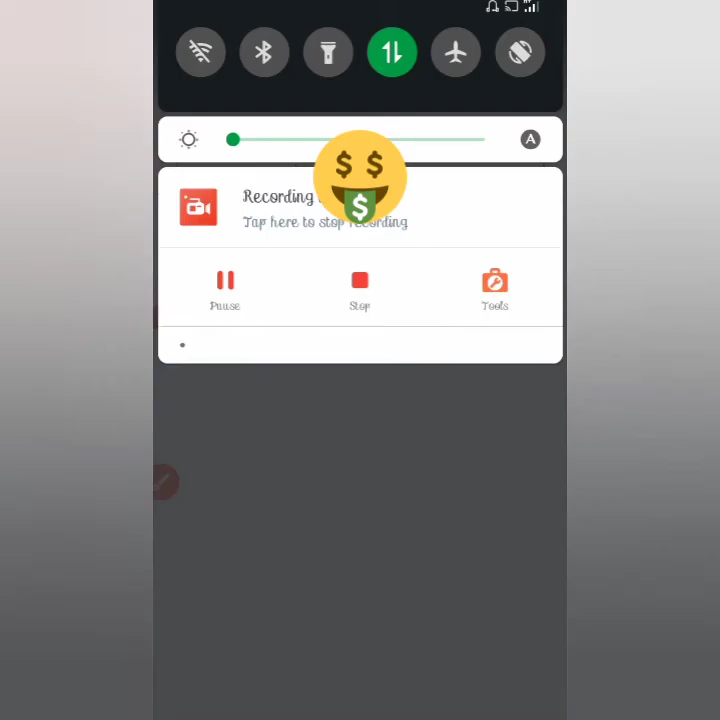 A
Recording
Tap here to stop recording
Pause
Stop
Tools